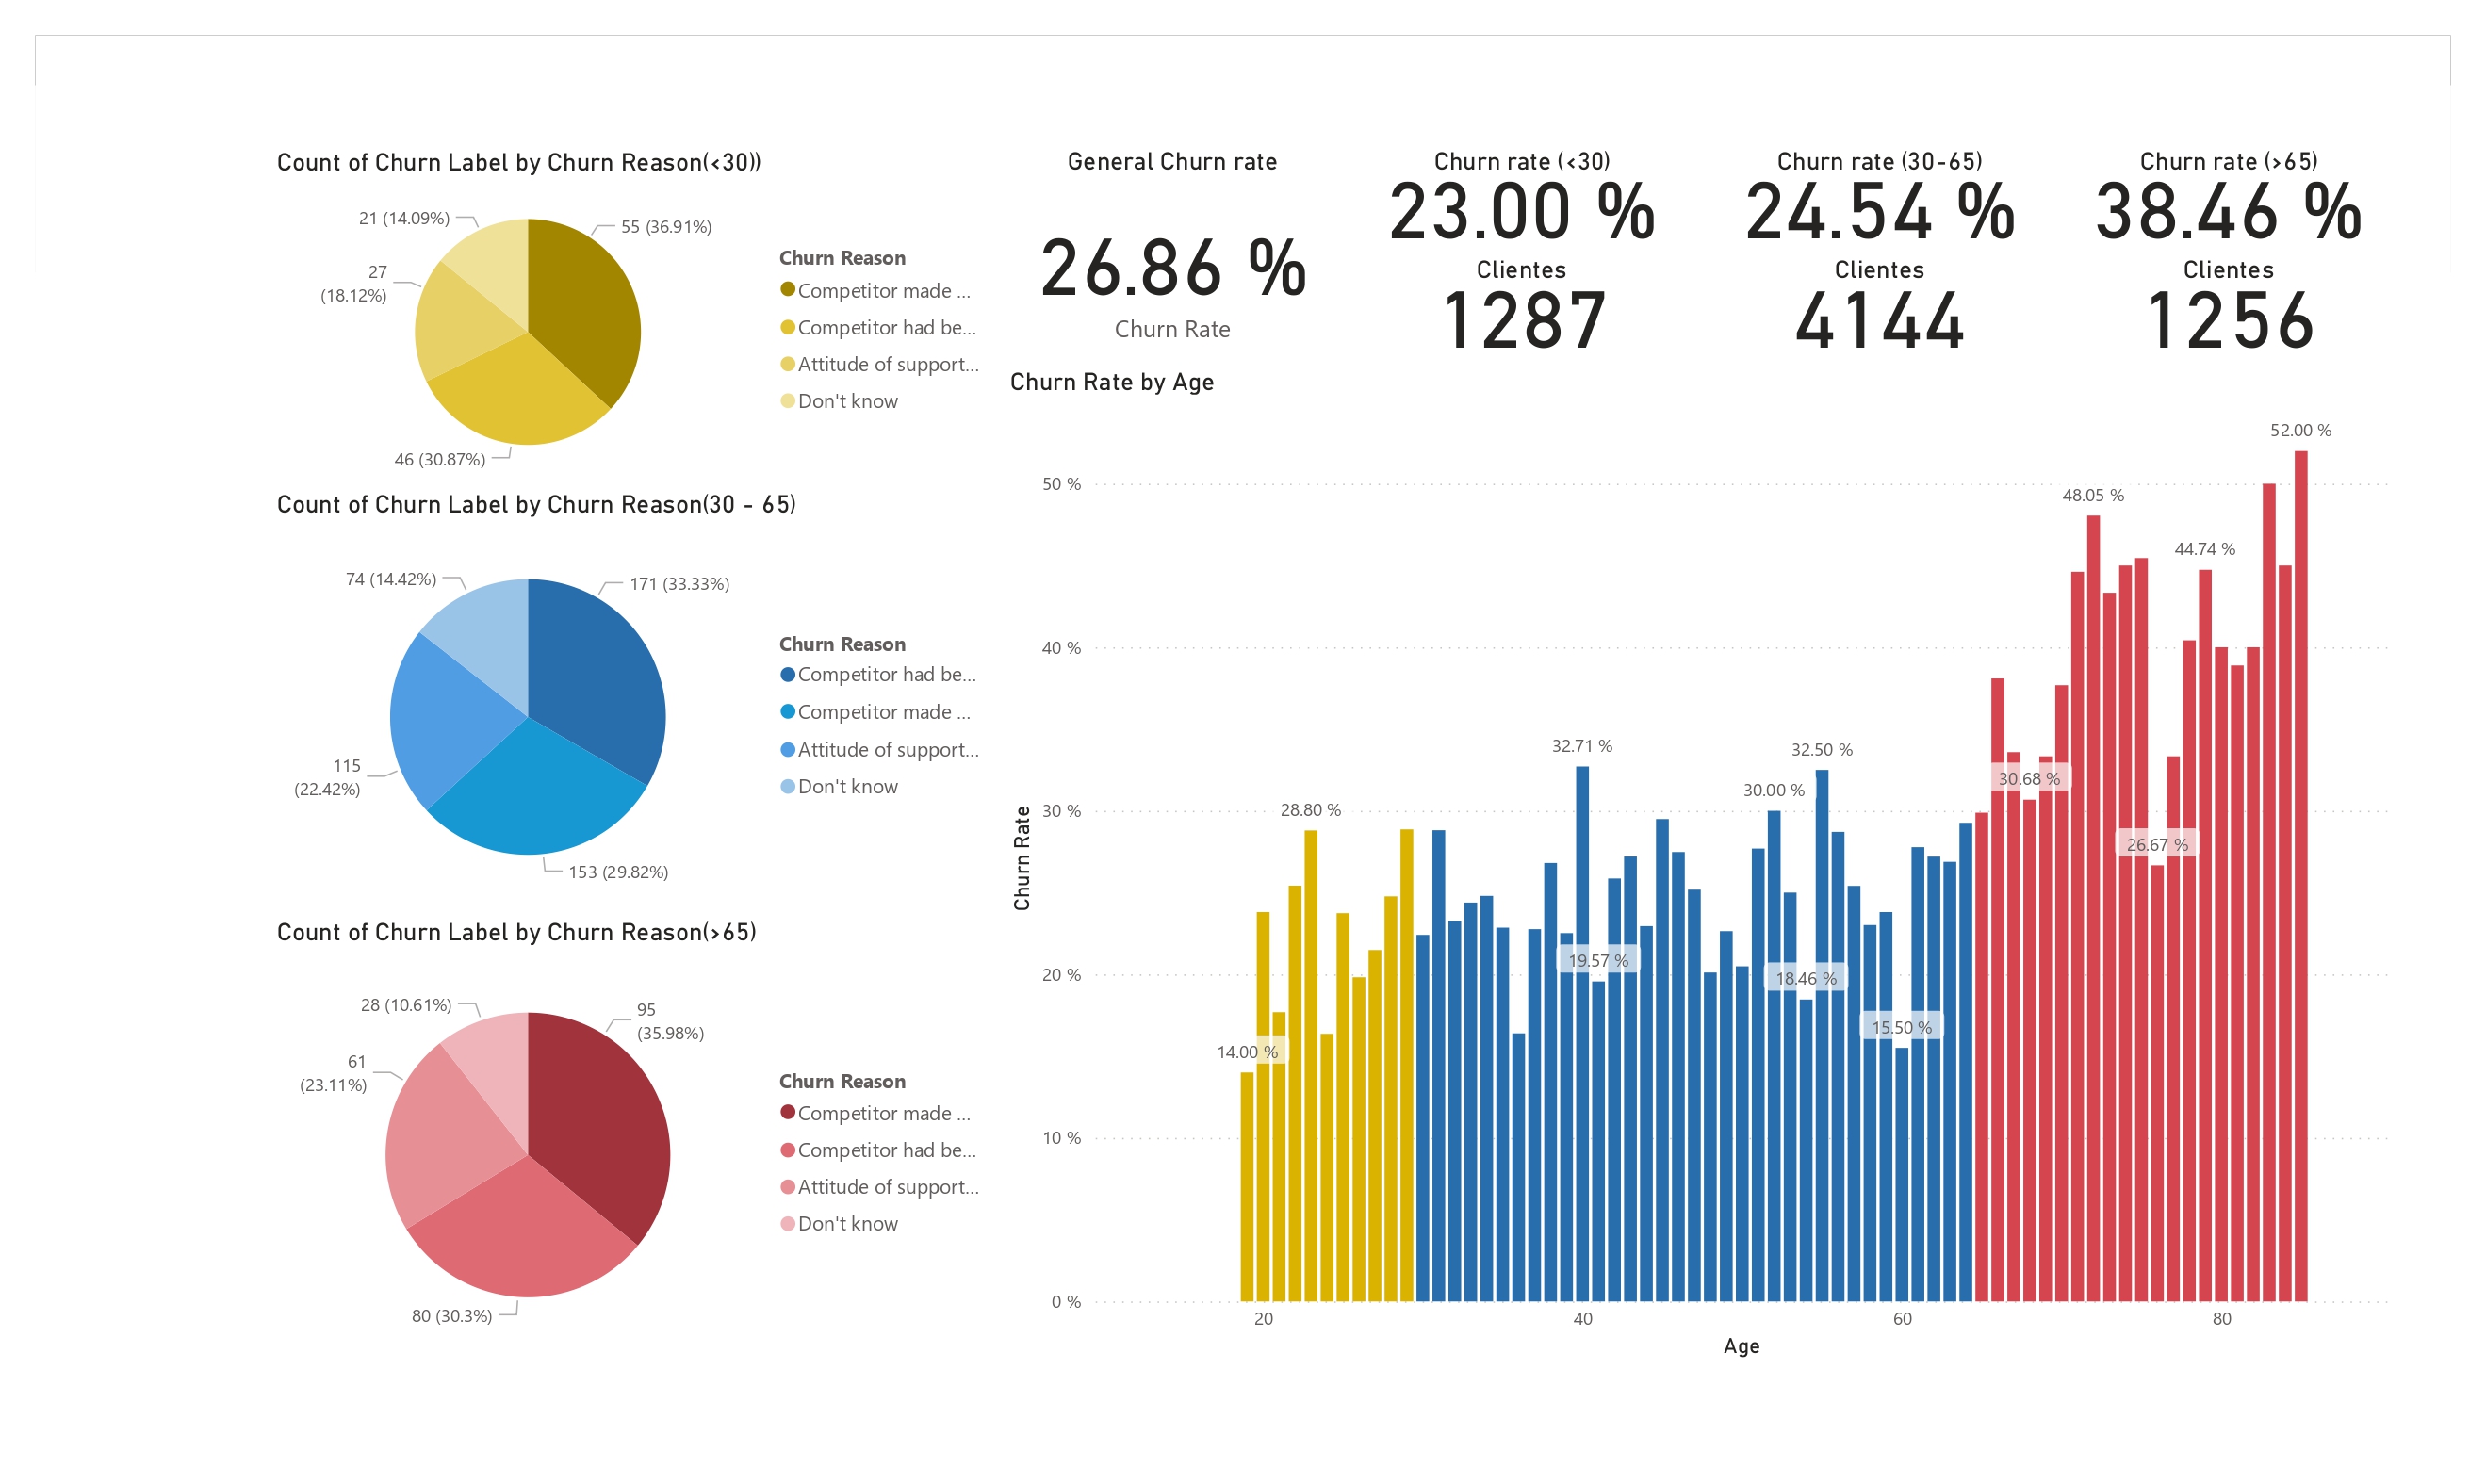 Count of Churn Label by Churn Reason(<30))
21 (14.09%)
55 (36.91%)
27
(18.12%)
46 (30.87%)
Churn Reason
Competitor made ...
Competitor had be...
Attitude of support...
Don't know
Count of Churn Label by Churn Reason(30 - 65)
74 (14.42%)
171 (33.33%)
115
(22.42%)
153 (29.82%)
Churn Reason
Competitor had be...
Competitor made ...
Attitude of support...
Don't know
Count of Churn Label by Churn Reason(>65)
28 (10.61%)
95
(35.98%)
61
(23.11%)
80 (30.3%)
Churn Reason
Competitor made ...
Competitor had be...
Attitude of support...
Don't know
General Churn rate
26.86 %
Churn Rate
Churn rate (<30)
23.00 %
Clientes
1287
Churn rate (30-65)
24.54 %
Clientes
4144
Churn rate (>65)
38.46 %
Clientes
1256
Churn Rate by Age
Churn Rate
50 %
40 %
30 %
20 %
10 %
0 %
14.00 %
28.80 %
32.71 %
19.57 %
30.00 %
18.46 %
32.50 %
15.50 %
30.68 %
48.05 %
26.67 %
44.74 %
52.00 %
20
40
60
80
Age